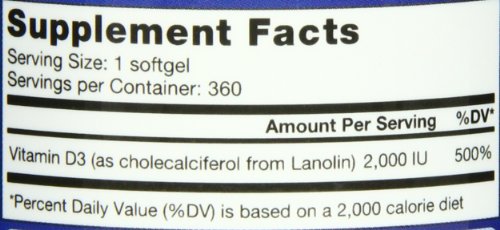 Supplement Facts
Serving Size: 1 softgel
Servings per Container: 360
Amount Per Serving %DV*
Vitamin D3 (as cholecalciferol from Lanolin) 2,000 IU 500%
*Percent Daily Value (%DV) is based on a 2,000 calorie diet